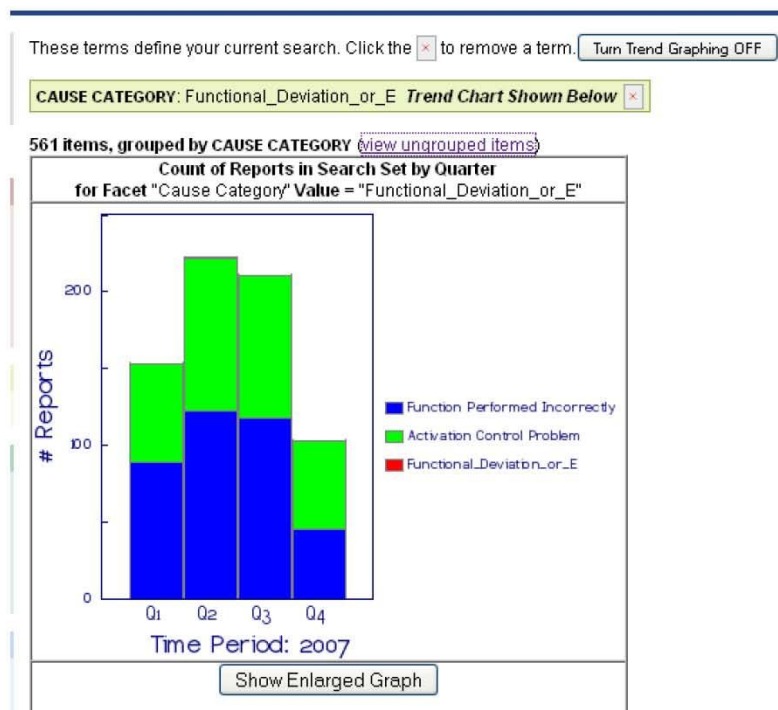 These terms define your current search. Click the × to remove a term. Turn Trend Graphing OFF
CAUSE CATEGORY: Functional_Deviation_or_E Trend Chart Shown Below ×
561 items, grouped by CAUSE CATEGORY (view ungrouped items)
Count of Reports in Search Set by Quarter
for Facet "Cause Category" Value = "Functional_Deviation_or_E"
200
100
0
# Reports
Function Performed Incorrectly
Activation Control Problem
Functional_Deviation_or_E
Q1 Q2 Q3 Q4
Time Period: 2007
Show Enlarged Graph